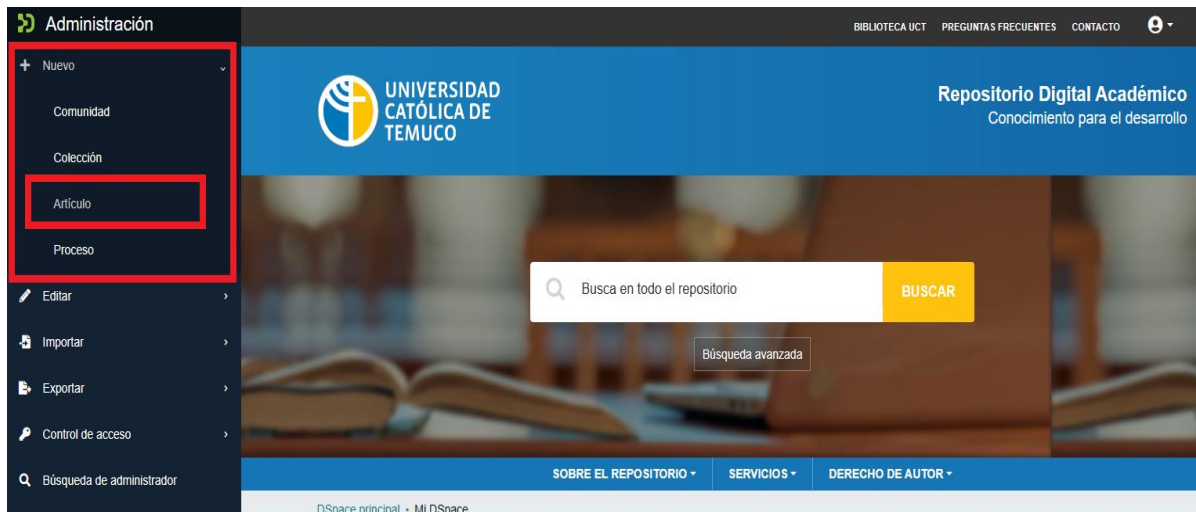 Administración
BIBLIOTECA UCT PREGUNTAS FRECUENTES CONTACTO
Nuevo
Comunidad
Colección
Artículo
Proceso
Editar
Importar
Exportar
Control de acceso
Búsqueda de administrador
UNIVERSIDAD
CATÓLICA DE
TEMUCO
Repositorio Digital Académico
Conocimiento para el desarrollo
Busca en todo el repositorio
BUSCAR
Búsqueda avanzada
SOBRE EL REPOSITORIO SERVICIOS DERECHO DE AUTOR
DSpace principal • Mi DSpace